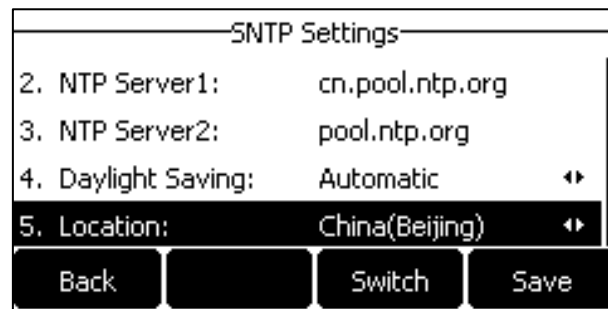 SNTP Settings
2. NTP Server1: cn.pool.ntp.org
3. NTP Server2: pool.ntp.org
4. Daylight Saving: Automatic
5. Location: China(Beijing)
Back Switch Save